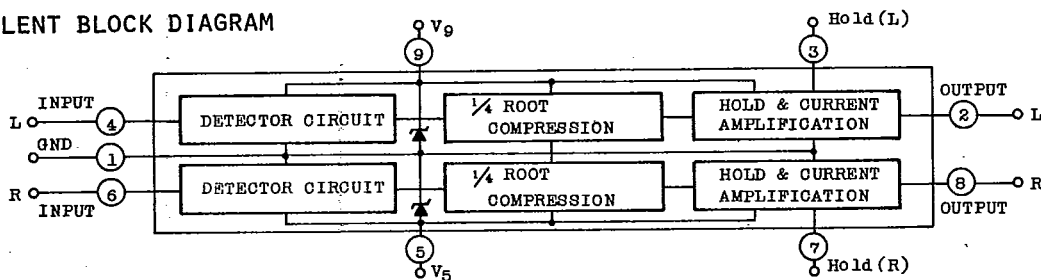 LENT BLOCK DIAGRAM
V9
9
Hold(L)
3
INPUT
L
4
DETECTOR CIRCUIT
1/4 ROOT
COMPRESSION
HOLD & CURRENT
AMPLIFICATION
OUTPUT
2
L
GND
1
R
6
INPUT
DETECTOR CIRCUIT
1/4 ROOT
COMPRESSION
HOLD & CURRENT
AMPLIFICATION
8
R
OUTPUT
5
V5
7
Hold(R)